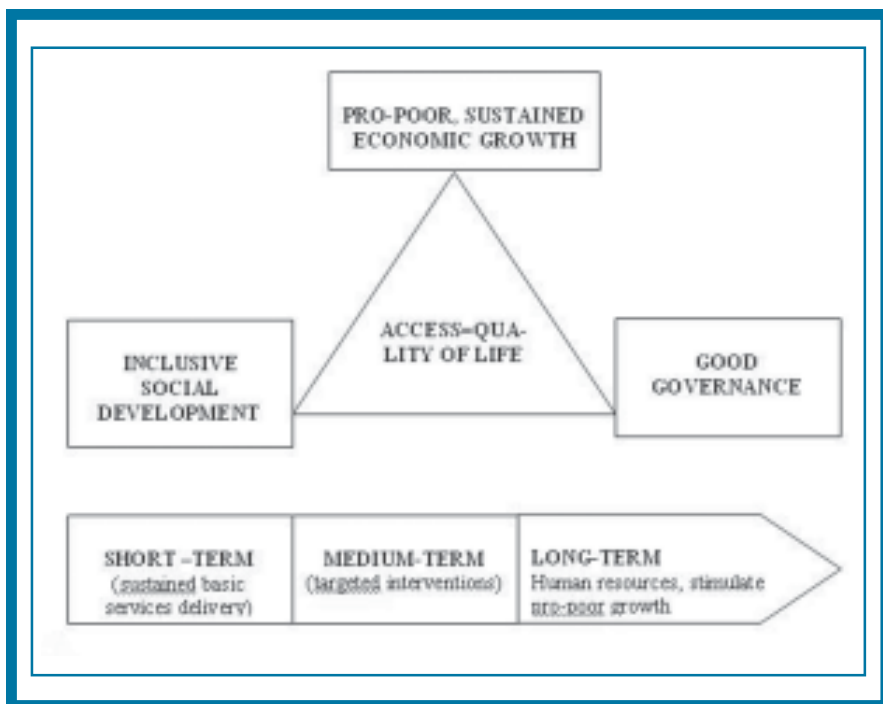 PRO-POOR, SUSTAINED
ECONOMIC GROWTH
ACCESS=QUA-
LITY OF LIFE
INCLUSIVE
SOCIAL
DEVELOPMENT
GOOD
GOVERNANCE
SHORT –TERM
(sustained basic
services delivery)
MEDIUM-TERM
(targeted interventions)
LONG-TERM
Human resources, stimulate
pro-poor growth